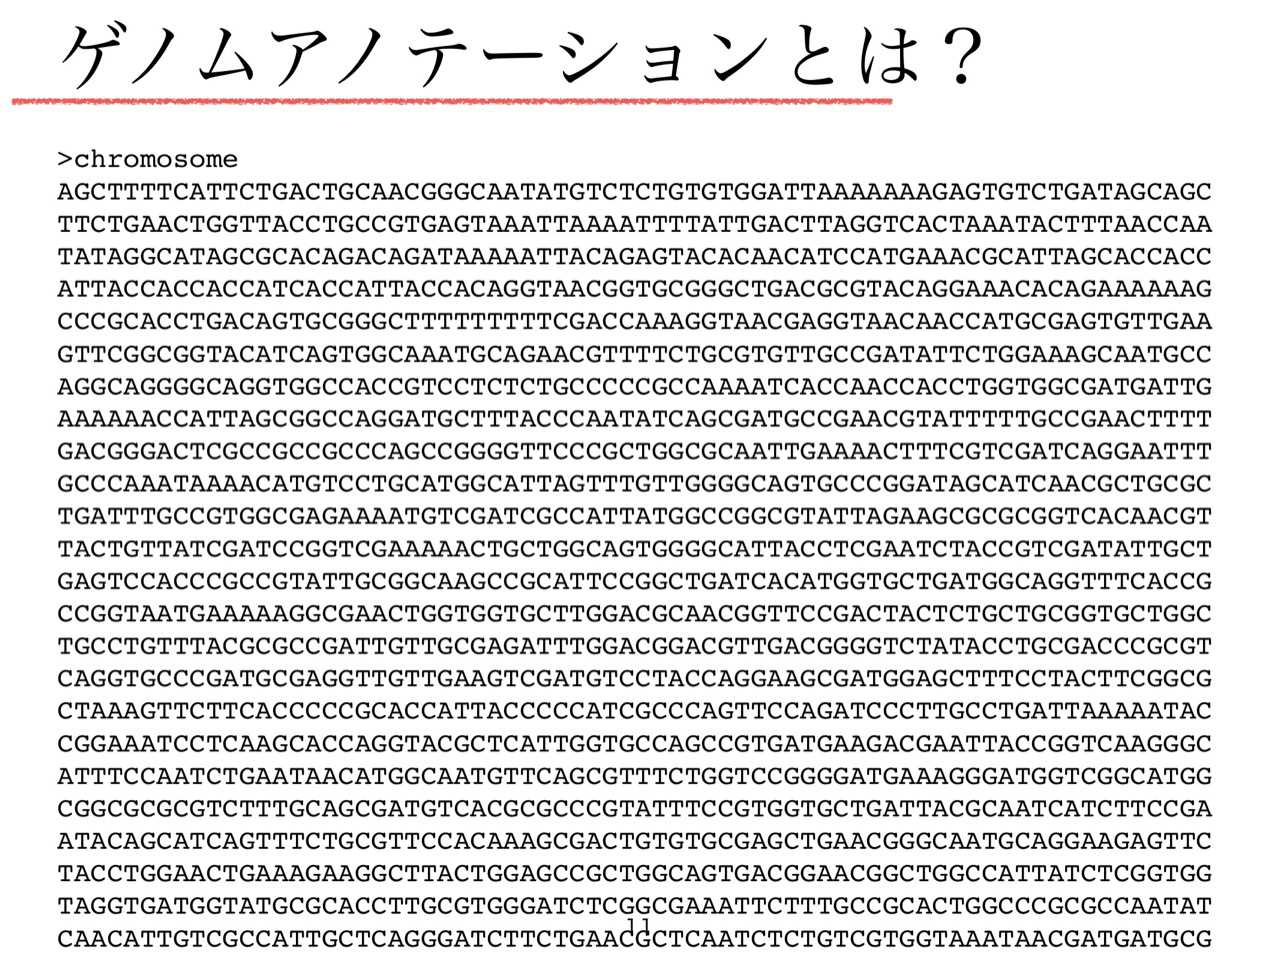 ゲノムアノテーションとは？
>chromosome
AGCTTTTCATTCTGACTGCAACGGGCAATATGTCTCTGTGTGGATTAAAAAAAGAGTGTCTGATAGCAGC
TTCTGAACTGGTTACCTGCCGTGAGTAAATTAAAATTTTATTGACTTAGGTCACTAAATACTTTAACCAA
TATAGGCATAGCGCACAGACAGATAAAAATTACAGAGTACACAACATCCATGAAACGCATTAGCACCACC
ATTACCACCACCATCACCATTACCACAGGTAACGGTGCGGGCTGACGCGTACAGGAAACACAGAAAAAAG
CCCGCACCTGACAGTGCGGGCTTTTTTTTTCGACCAAAGGTAACGAGGTAACAACCATGCGAGTGTTGAA
GTTCGGCGGTACATCAGTGGCAAATGCAGAACGTTTTCTGCGTGTTGCCGATATTCTGGAAAGCAATGCC
AGGCAGGGGCAGGTGGCCACCGTCCTCTCTGCCCCCGCCAAAATCACCAACCACCTGGTGGCGATGATTG
AAAAAACCATTAGCGGCCAGGATGCTTTACCCAATATCAGCGATGCCGAACGTATTTTTGCCGAACTTTT
GACGGGACTCGCCGCCGCCCAGCCGGGGTTCCCGCTGGCGCAATTGAAAACTTTCGTCGATCAGGAATTT
GCCCAAATAAAACATGTCCTGCATGGCATTAGTTTGTTGGGGCAGTGCCCGGATAGCATCAACGCTGCGC
TGATTTGCCGTGGCGAGAAAATGTCGATCGCCATTATGGCCGGCGTATTAGAAGCGCGCGGTCACAACGT
TACTGTTATCGATCCGGTCGAAAAACTGCTGGCAGTGGGGCATTACCTCGAATCTACCGTCGATATTGCT
GAGTCCACCCGCCGTATTGCGGCAAGCCGCATTCCGGCTGATCACATGGTGCTGATGGCAGGTTTCACCG
CCGGTAATGAAAAAGGCGAACTGGTGGTGCTTGGACGCAACGGTTCCGACTACTCTGCTGCGGTGCTGGC
TGCCTGTTTACGCGCCGATTGTTGCGAGATTTGGACGGACGTTGACGGGGTCTATACCTGCGACCCGCGT
CAGGTGCCCGATGCGAGGTTGTTGAAGTCGATGTCCTACCAGGAAGCGATGGAGCTTTCCTACTTCGGCG
CTAAAGTTCTTCACCCCCGCACCATTACCCCCATCGCCCAGTTCCAGATCCCTTGCCTGATTAAAAATAC
CGGAAATCCTCAAGCACCAGGTACGCTCATTGGTGCCAGCCGTGATGAAGACGAATTACCGGTCAAGGGC
ATTTCCAATCTGAATAACATGGCAATGTTCAGCGTTTCTGGTCCGGGGATGAAAGGGATGGTCGGCATGG
CGGCGCGCGTCTTTGCAGCGATGTCACGCGCCCGTATTTCCGTGGTGCTGATTACGCAATCATCTTCCGA
ATACAGCATCAGTTTCTGCGTTCCACAAAGCGACTGTGTGCGAGCTGAACGGGCAATGCAGGAAGAGTTC
TACCTGGAACTGAAAGAAGGCTTACTGGAGCCGCTGGCAGTGACGGAACGGCTGGCCATTATCTCGGTGG
TAGGTGATGGTATGCGCACCTTGCGTGGGATCTCGGCGAAATTCTTTGCCGCACTGGCCCGCGCCAATAT
11
CAACATTGTCGCCATTGCTCAGGGATCTTCTGAACGCTCAATCTCTGTCGTGGTAAATAACGATGATGCG